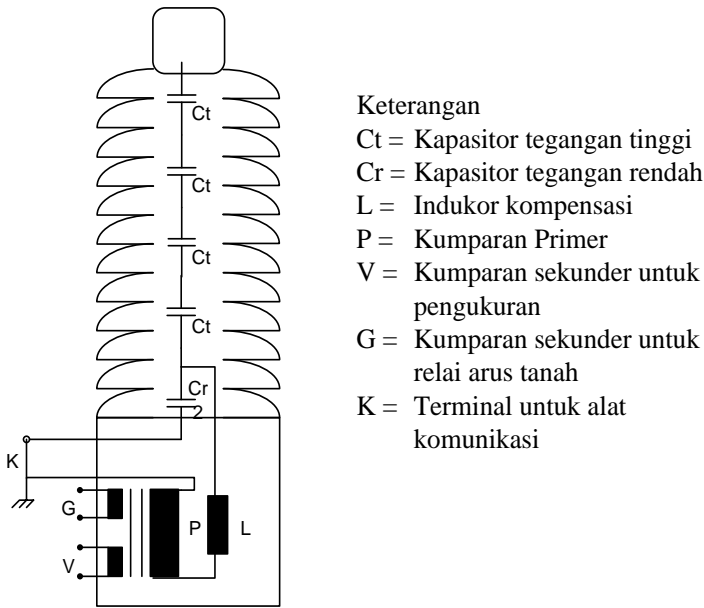 Ct
Ct
Ct
Ct
Cr
2
K
G
P
L
V
Keterangan
Ct = Kapasitor tegangan tinggi
Cr = Kapasitor tegangan rendah
L = Indukor kompensasi
P = Kumparan Primer
V = Kumparan sekunder untuk
pengukuran
G = Kumparan sekunder untuk
relai arus tanah
K = Terminal untuk alat
komunikasi